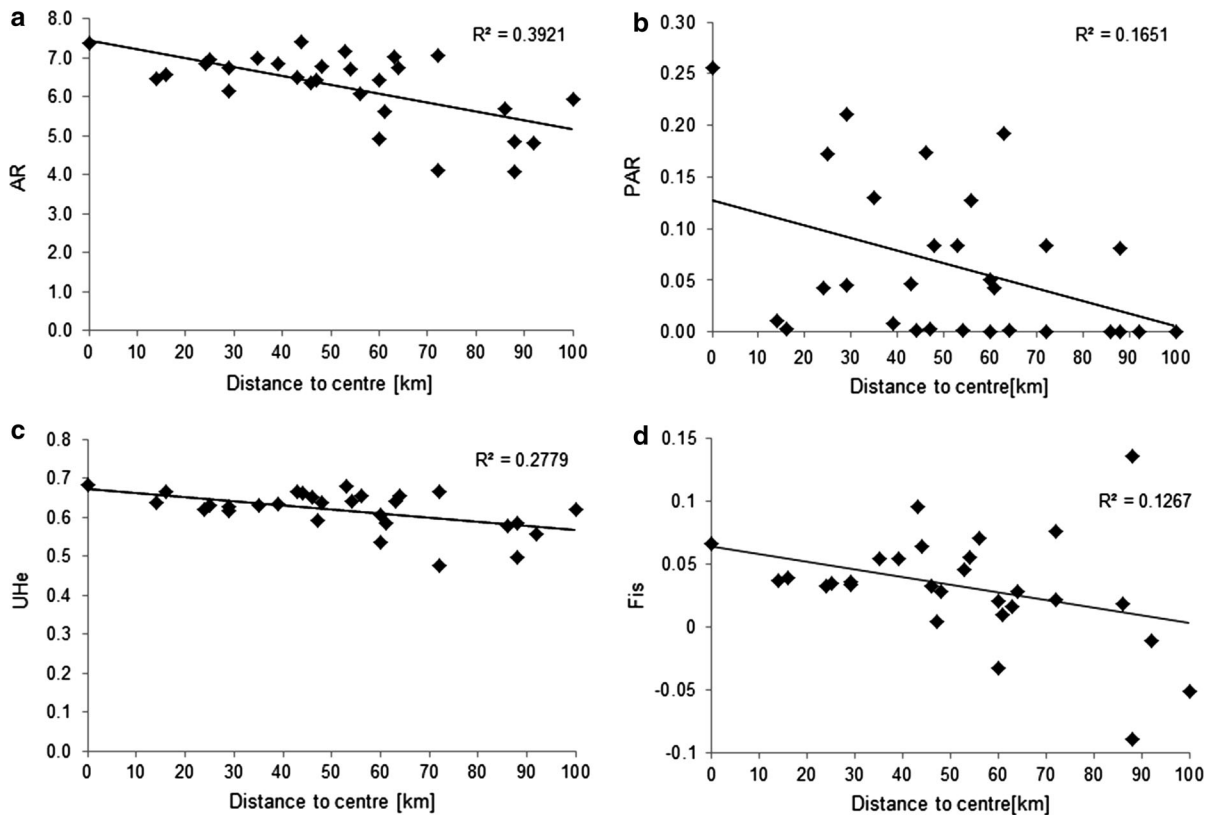 a
8.0
7.0
6.0
5.0
4.0
3.0
2.0
1.0
0.0
AR
R² = 0.3921
0 10 20 30 40 50 60 70 80 90 100
Distance to centre [km]
b
0.30
0.25
0.20
0.15
0.10
0.05
0.00
PAR
R² = 0.1651
0 10 20 30 40 50 60 70 80 90 100
Distance to centre[km]
c
0.8
0.7
0.6
0.5
0.4
0.3
0.2
0.1
0.0
UHe
R² = 0.2779
0 10 20 30 40 50 60 70 80 90 100
Distance to centre [km]
d
0.15
0.1
0.05
0
-0.05
-0.1
Fis
R² = 0.1267
0 10 20 30 40 50 60 70 80 90 100
Distance to centre[km]